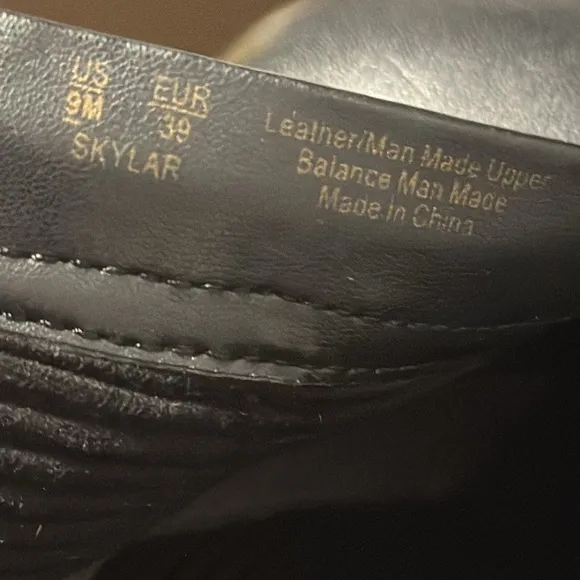 US EUR
9M 39
SKYLAR
Leather/Man Made Upper
Balance Man Made
Made in China